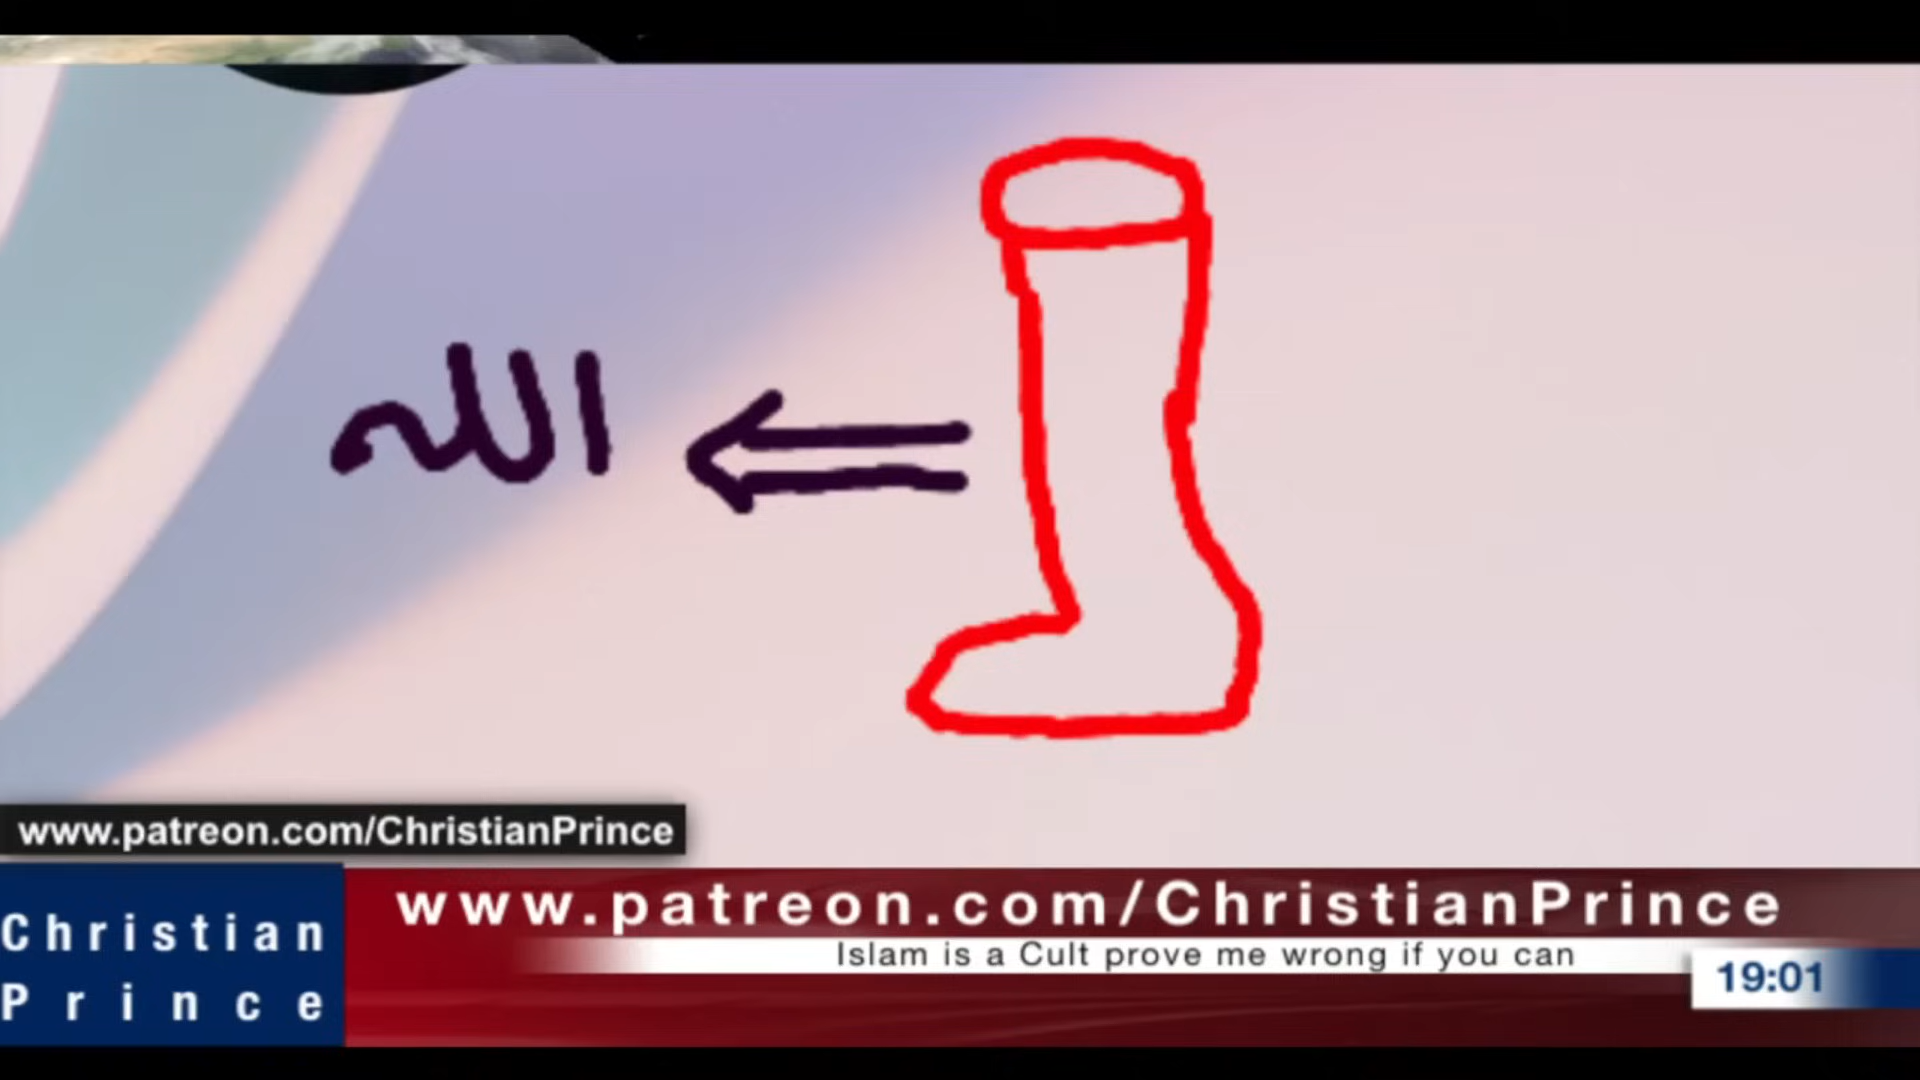 الله
www.patreon.com/ChristianPrince
Christian
Prince
www.patreon.com/ChristianPrince
Islam is a Cult prove me wrong if you can
19:01